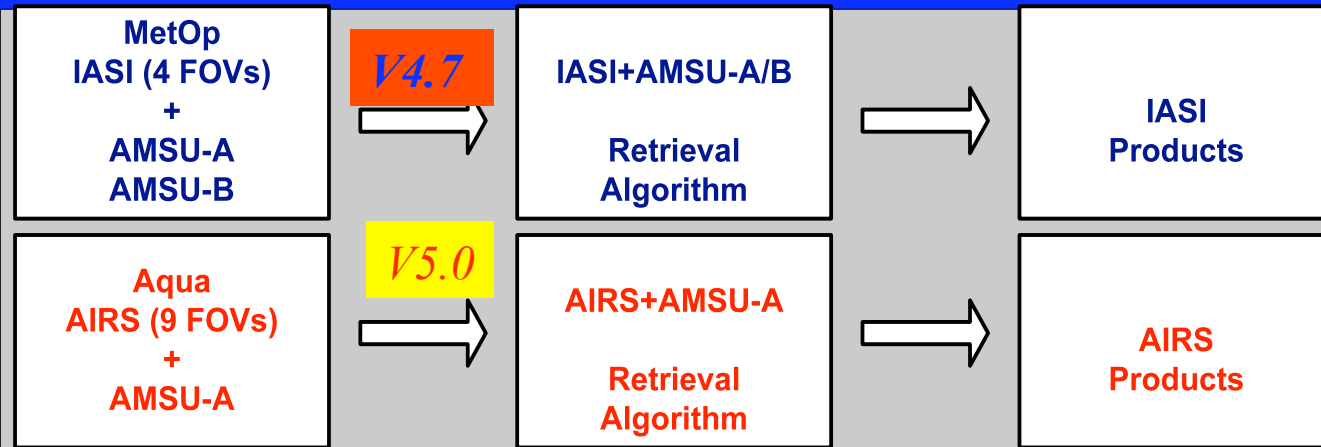 MetOp
IASI (4 FOVs)
+
AMSU-A
AMSU-B
V4.7
IASI+AMSU-A/B
Retrieval
Algorithm
IASI
Products
Aqua
AIRS (9 FOVs)
+
AMSU-A
V5.0
AIRS+AMSU-A
Retrieval
Algorithm
AIRS
Products